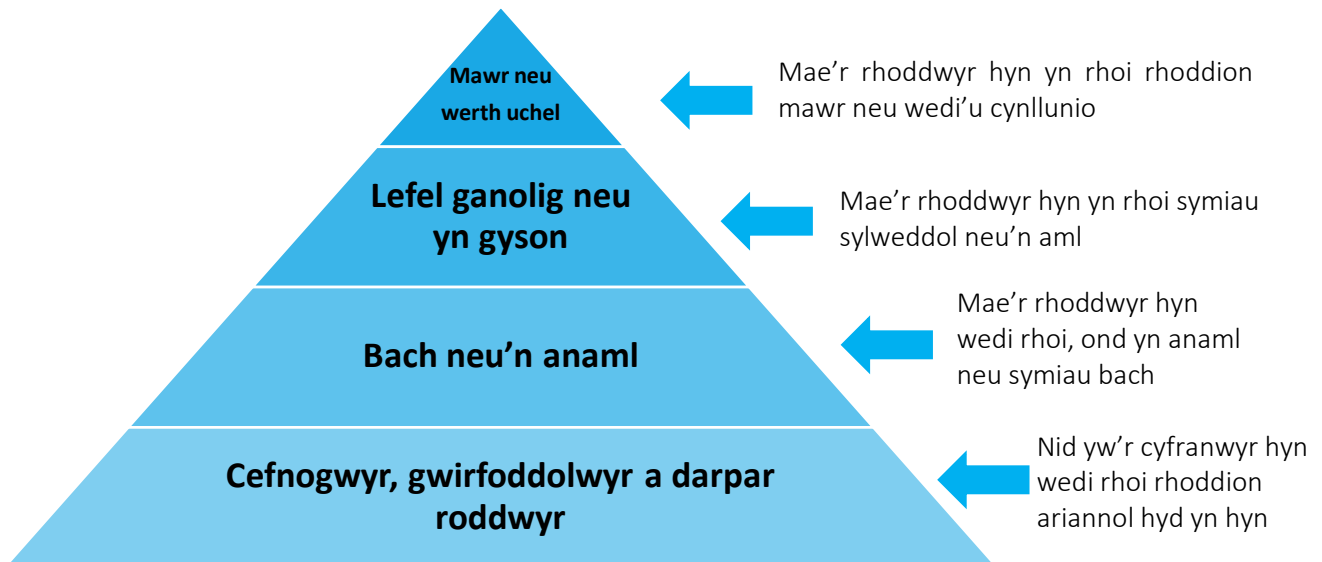 Mawr neu
werth uchel
Mae'r rhoddwyr hyn yn rhoi rhoddion
mawr neu wedi'u cynllunio
Lefel ganolig neu
yn gyson
Mae'r rhoddwyr hyn yn rhoi symiau
sylweddol neu'n aml
Bach neu'n anaml
Mae'r rhoddwyr hyn
wedi rhoi, ond yn anaml
neu symiau bach
Cefnogwyr, gwirfoddolwyr a darpar
roddwyr
Nid yw'r cyfranwyr hyn
wedi rhoi rhoddion
ariannol hyd yn hyn